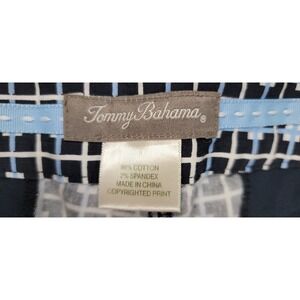 Tommy Bahama®
98% COTTON
2% SPANDEX
MADE IN CHINA
COPYRIGHTED PRINT